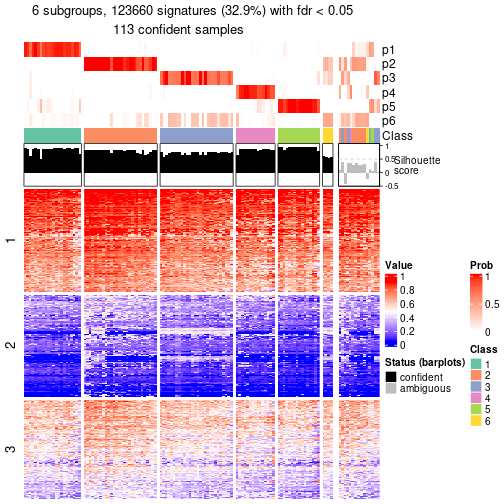 6 subgroups, 123660 signatures (32.9%) with fdr < 0.05
113 confident samples
p1
p2
p3
p4
p5
p6
Class
1
0.5
0
-0.5
Silhouette
score
1
2
3
Value
1
0.8
0.6
0.4
0.2
0
Prob
1
0.5
0
Status (barplots)
confident
ambiguous
Class
1
2
3
4
5
6